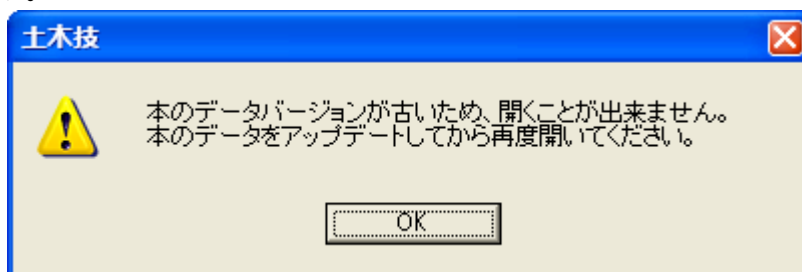 土木技
本のデータバージョンが古いため、開くことが出来ません。
本のデータをアップデートしてから再度開いてください。
OK